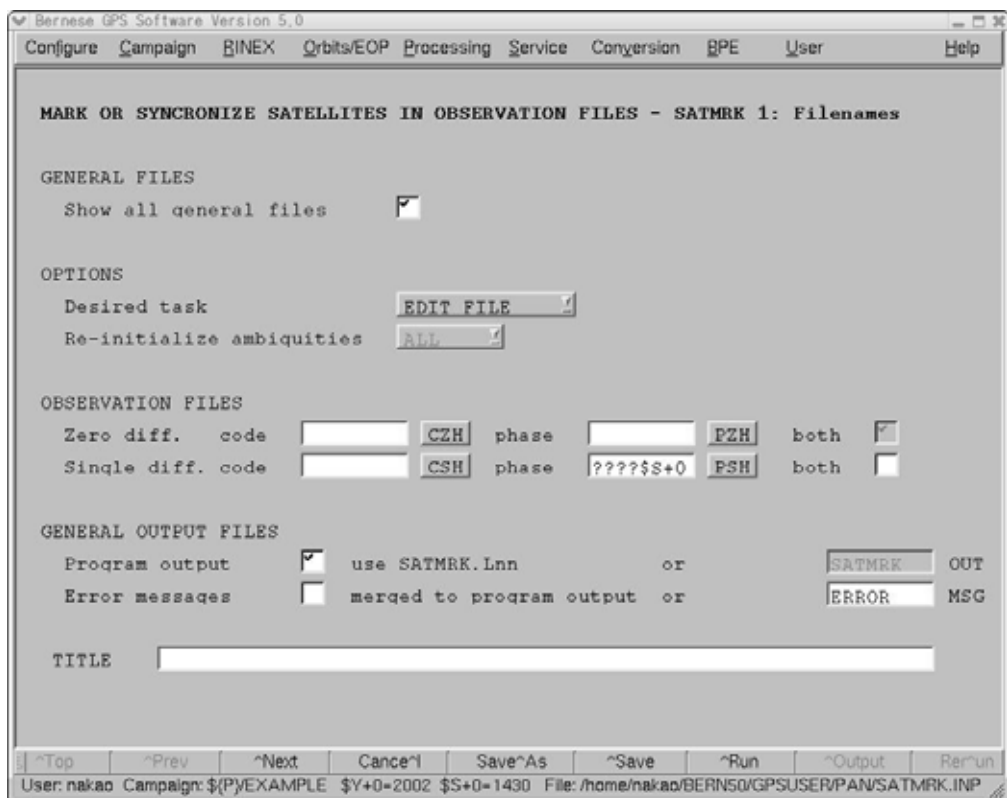 Bernese GPS Software Version 5.0
Configure Campaign RINEX Orbits/EOP Processing Service Conversion BPE User Help
MARK OR SYNCRONIZE SATELLITES IN OBSERVATION FILES - SATMRK 1: Filenames
GENERAL FILES
Show all general files
OPTIONS
Desired task EDIT FILE
Re-initialize ambiguities ALL
OBSERVATION FILES
Zero diff. code CZH phase PZH both
Single diff. code CSH phase ????$S+0 PSH both
GENERAL OUTPUT FILES
Program output use SATMRK.Lnn or SATMRK OUT
Error messages merged to program output or ERROR MSG
TITLE
^Top ^Prev ^Next Cance^l Save^As ^Save ^Run ^Output Rer^un
User: nakao Campaign: ${P}/EXAMPLE $Y+0=2002 $S+0=1430 File: /home/nakao/BERN50/GPSUSER/PAN/SATMRK.INP